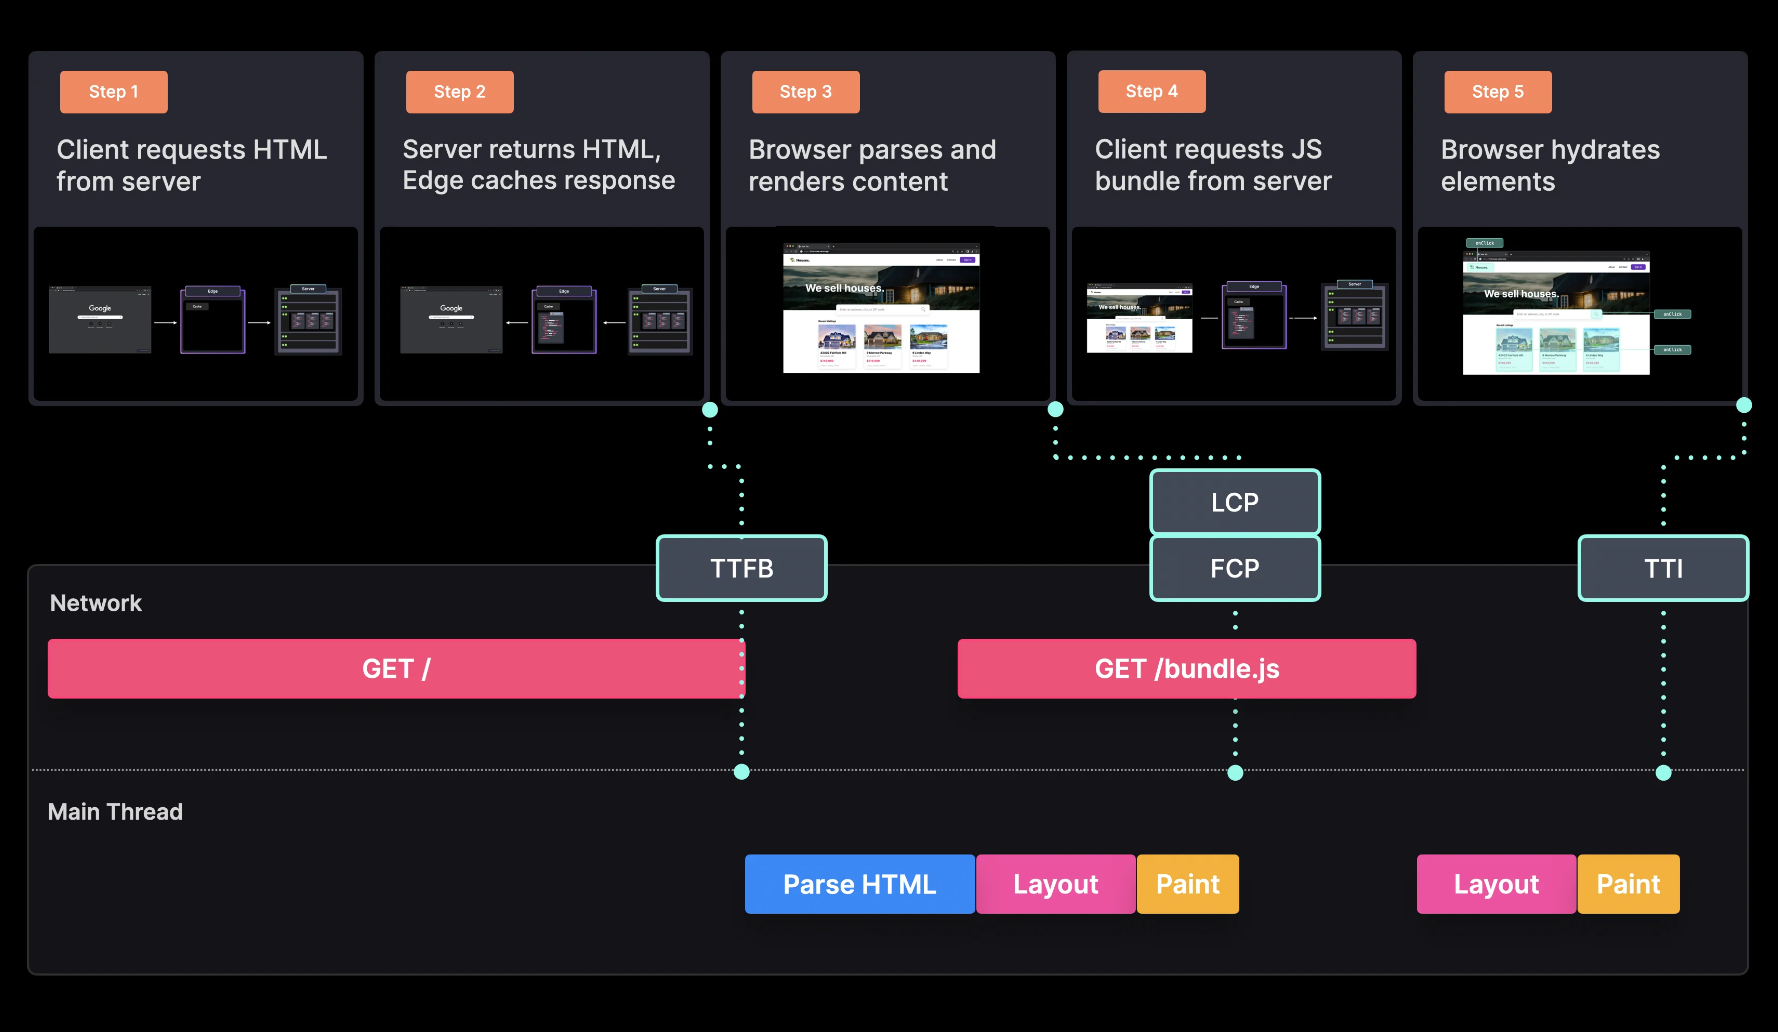 Step 1
Client requests HTML
from server
Google
Edge
Cache
Server
Step 2
Server returns HTML,
Edge caches response
Google
Edge
Cache
Server
Step 3
Browser parses and
renders content
We sell houses.
Step 4
Client requests JS
bundle from server
Edge
Cache
Server
Step 5
Browser hydrates
elements
onClick
We sell houses.
onClick
onClick
LCP
TTFB
FCP
TTI
Network
GET /
GET /bundle.js
Main Thread
Parse HTML
Layout
Paint
Layout
Paint